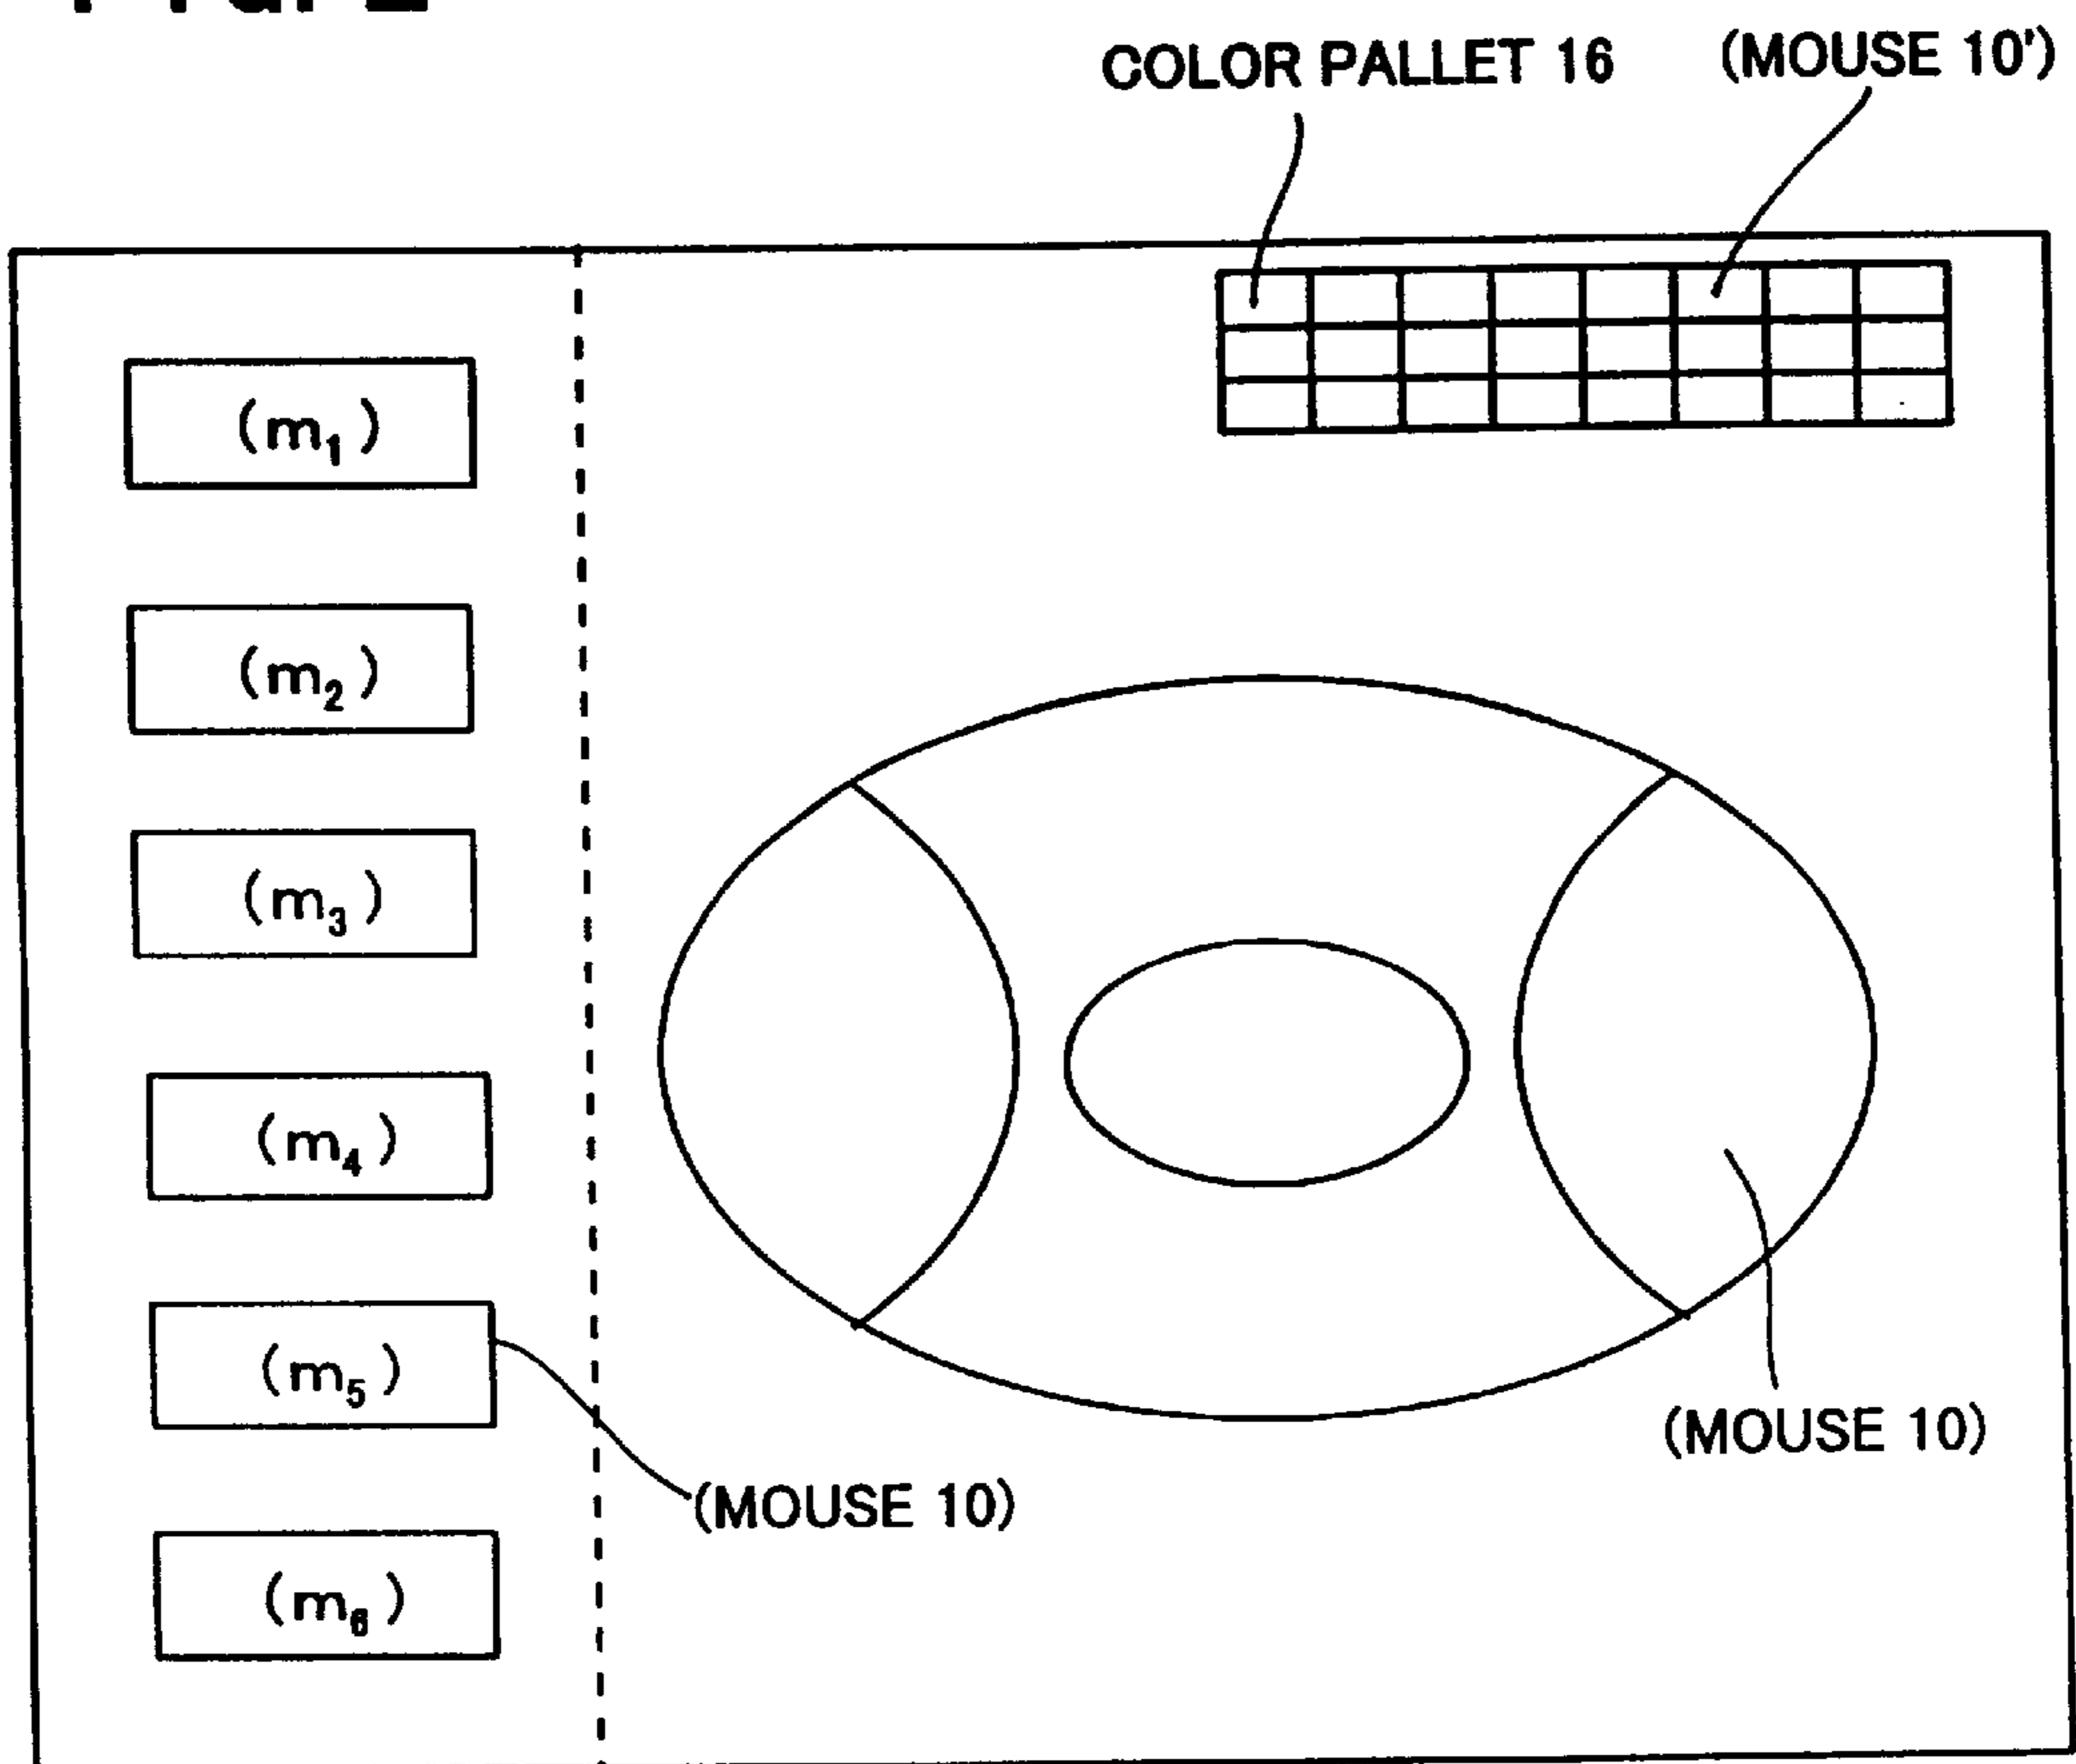 COLOR PALLET 16 (MOUSE 10')
(m₁)
(m₂)
(m₃)
(m₄)
(m₅)
(MOUSE 10)
(MOUSE 10)
(m₆)